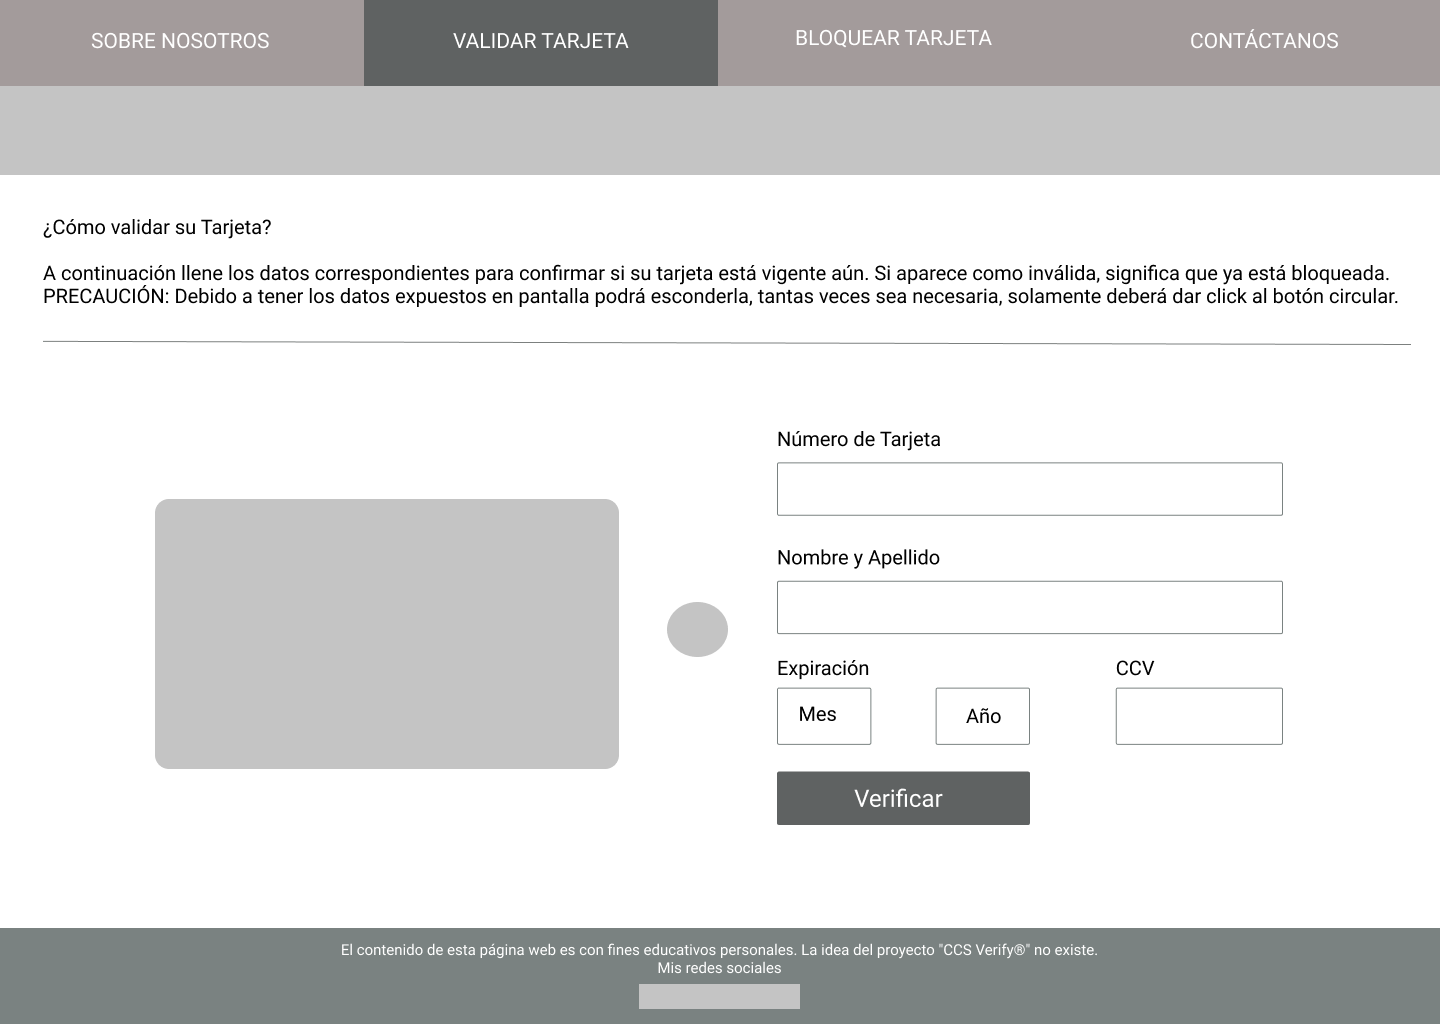 SOBRE NOSOTROS
VALIDAR TARJETA
BLOQUEAR TARJETA
CONTÁCTANOS
¿Cómo validar su Tarjeta?
A continuación llene los datos correspondientes para confirmar si su tarjeta está vigente aún. Si aparece como inválida, significa que ya está bloqueada.
PRECAUCIÓN: Debido a tener los datos expuestos en pantalla podrá esconderla, tantas veces sea necesaria, solamente deberá dar click al botón circular.
Número de Tarjeta
Nombre y Apellido
Expiración
CCV
Mes
Año
Verificar
El contenido de esta página web es con fines educativos personales. La idea del proyecto "CCS Verify®" no existe.
Mis redes sociales